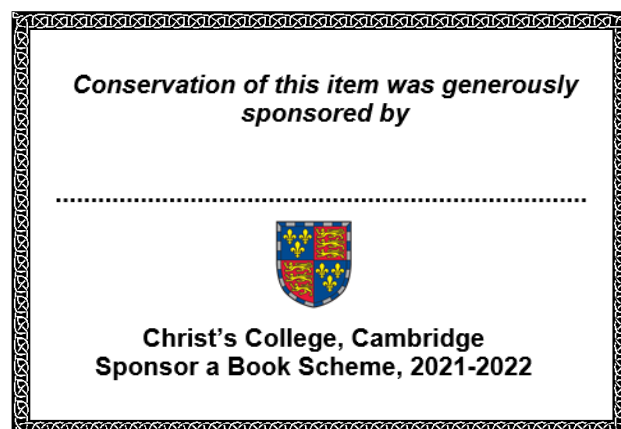 Conservation of this item was generously
sponsored by
................................................................................
Christ's College, Cambridge
Sponsor a Book Scheme, 2021-2022